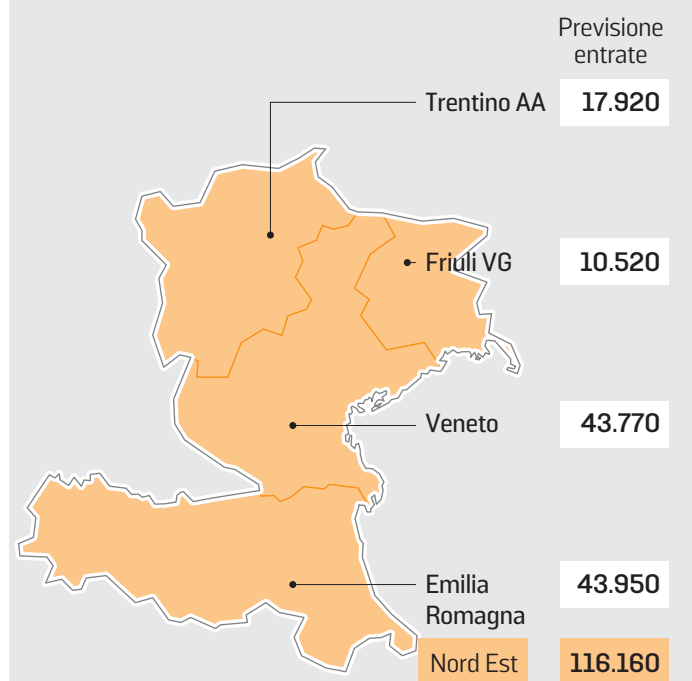 Previsione
entrate
Trentino AA 17.920
Friuli VG 10.520
Veneto 43.770
Emilia 43.950
Romagna
Nord Est 116.160